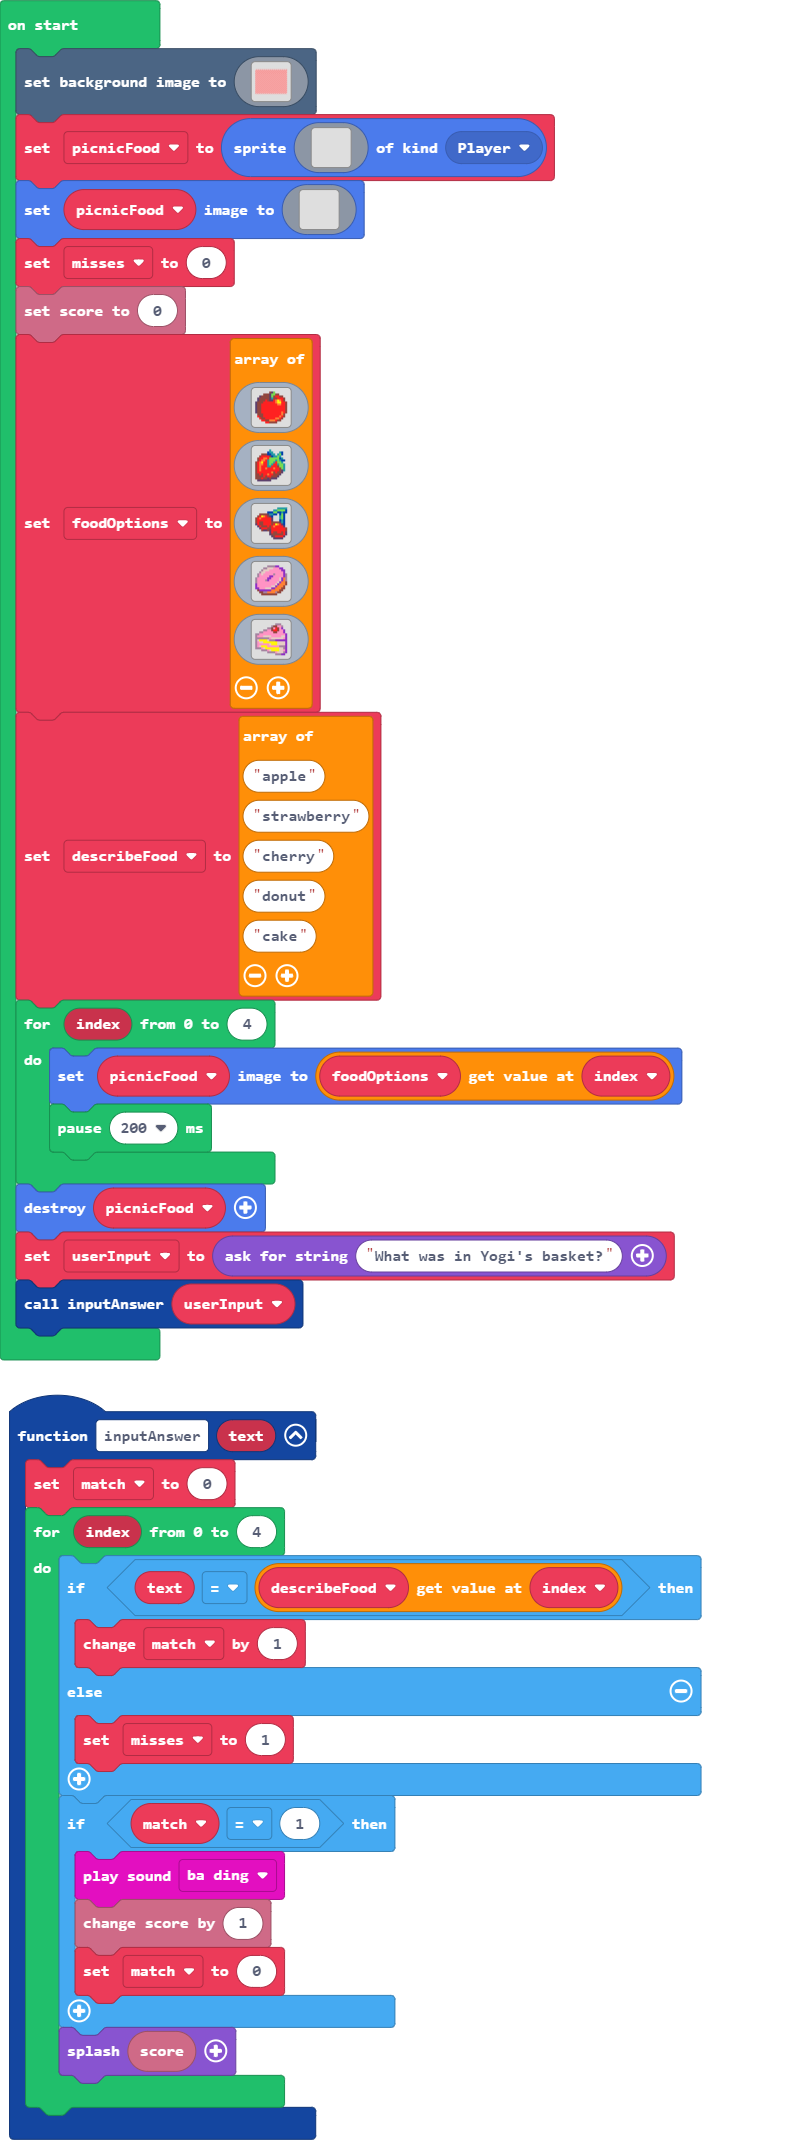 on start
set background image to
set picnicFood to sprite of kind Player
set picnicFood image to
set misses to 0
set score to 0
array of
set foodOptions to
array of
"apple"
"strawberry"
set describeFood to "cherry"
"donut"
"cake"
for index from 0 to 4
do
set picnicFood image to foodOptions get value at index
pause 200 ms
destroy picnicFood
set userInput to ask for string "What was in Yogi's basket?"
call inputAnswer userInput
function inputAnswer text
set match to 0
for index from 0 to 4
do
if text = describeFood get value at index then
change match by 1
else
set misses to 1
if match = 1 then
play sound ba ding
change score by 1
set match to 0
splash score